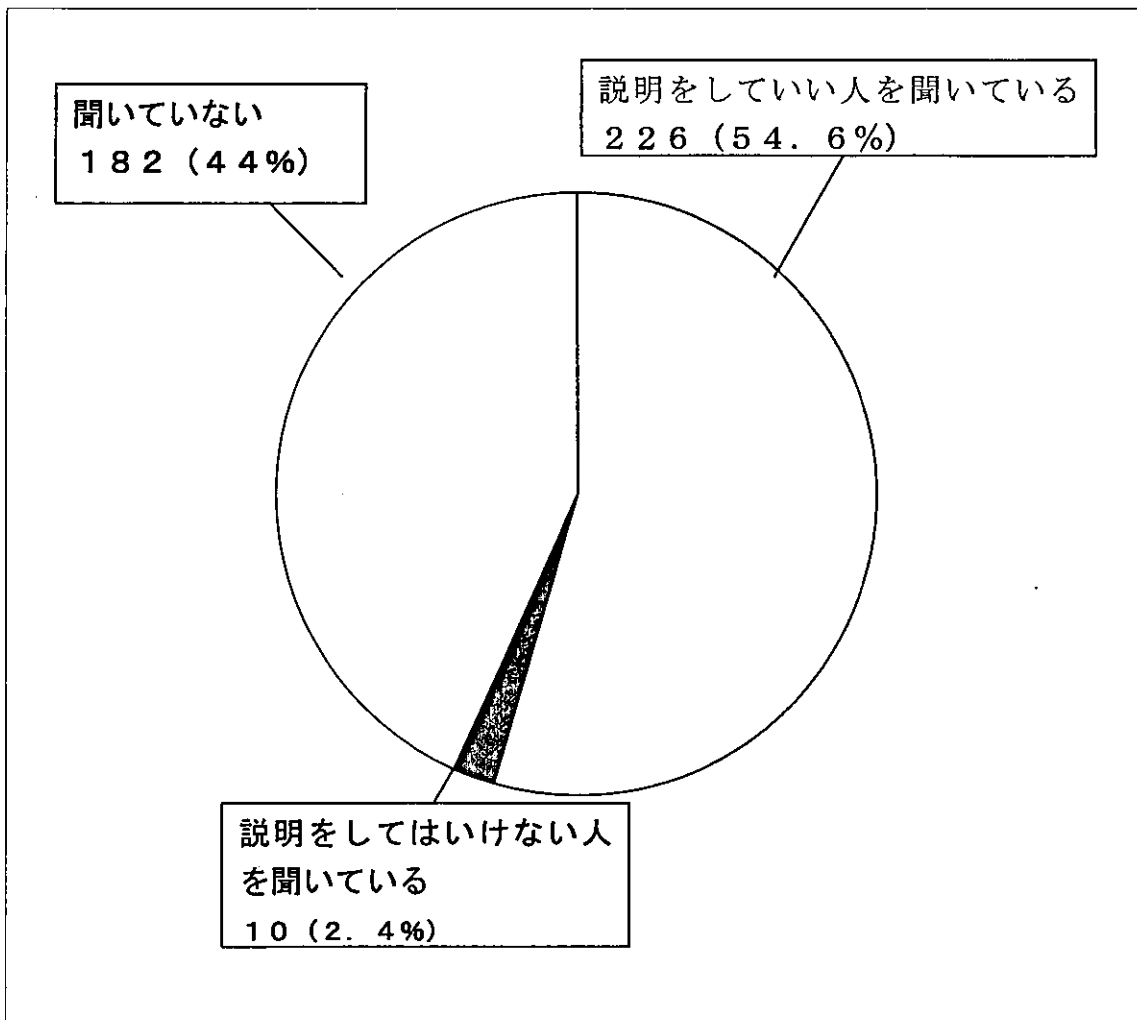 聞いていない
182(44%)
説明をしていい人を聞いている
226(54.6%)
説明をしてはいけない人
を聞いている
10(2.4%)